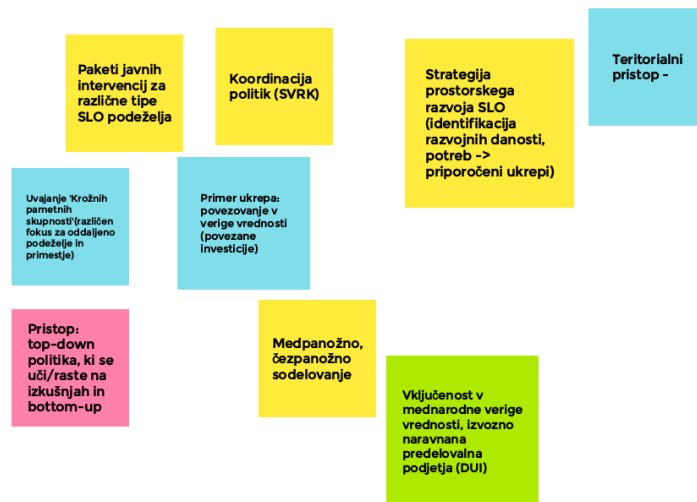 Paketi javnih
intervencij za
različne tipe
SLO podeželja
Koordinacija
politik (SVRK)
Strategija
prostorskega
razvoja SLO
(identifikacija
razvojnih danosti,
potreb ->
priporočeni ukrepi)
Teritorialni
pristop -
Uvajanje 'Krožnih
pametnih
skupnosti'(različen
fokus za oddaljeno
podeželje in
primestje)
Primer ukrepa:
povezovanje v
verige vrednosti
(povezane
investicije)
Pristop:
top-down
politika, ki se
uči/raste na
izkušnjah in
bottom-up
Medpanožno,
čezpanožno
sodelovanje
Vključenost v
mednarodne verige
vrednosti, izvozno
naravnana
predelovalna
podjetja (DUI)